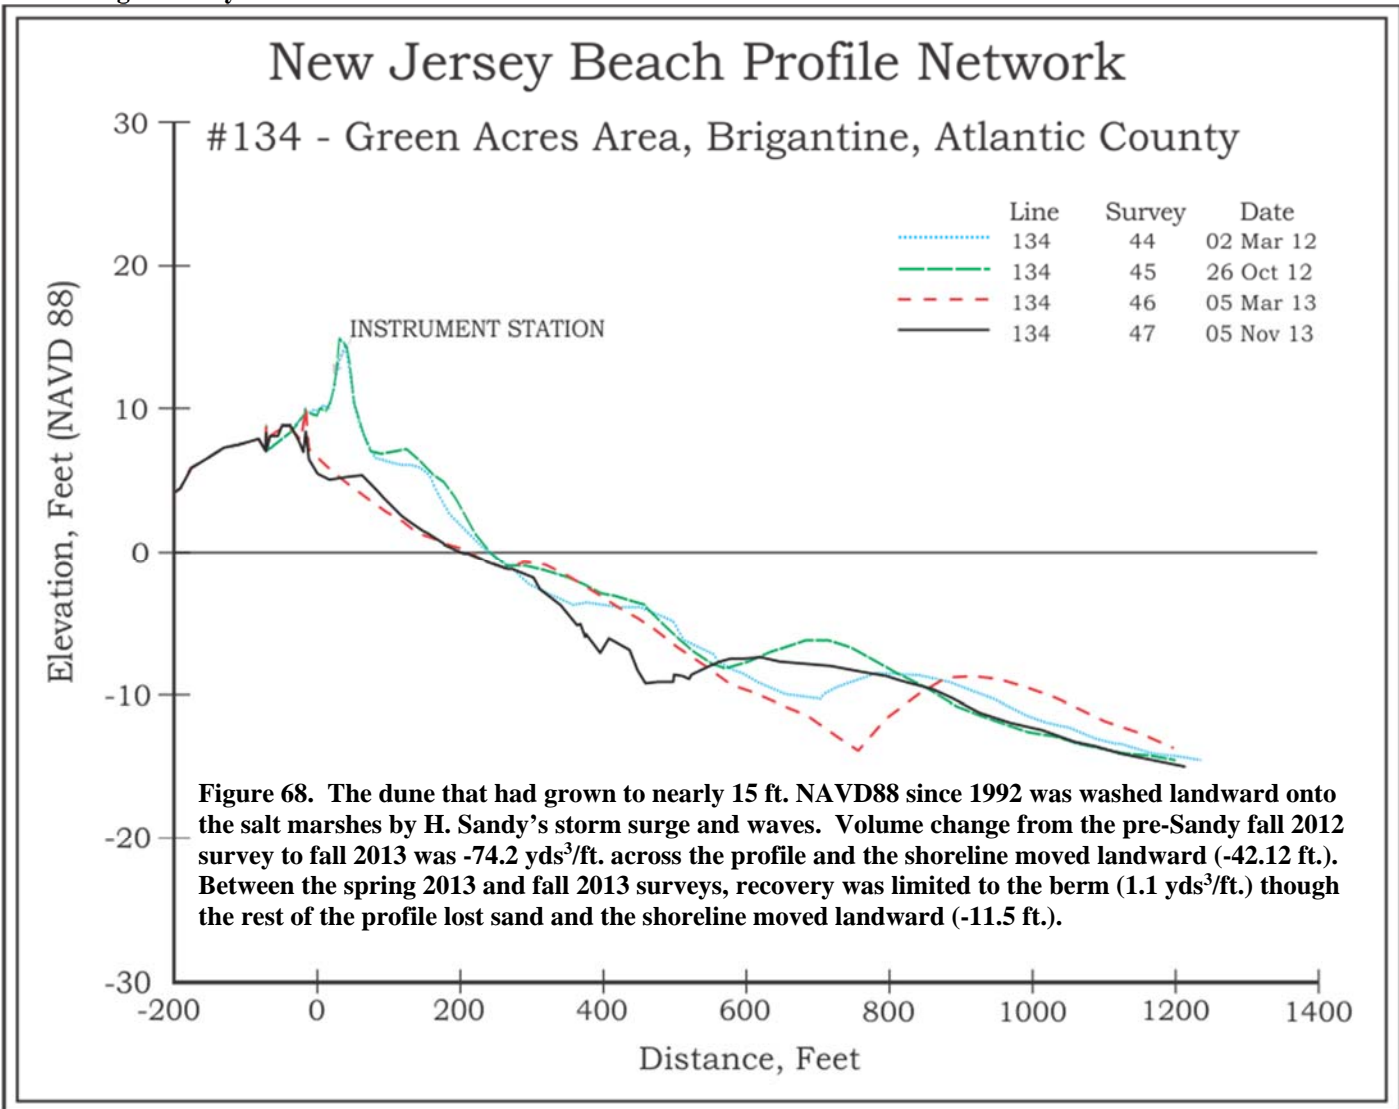 New Jersey Beach Profile Network
#134 - Green Acres Area, Brigantine, Atlantic County
Line Survey Date
134 44 02 Mar 12
134 45 26 Oct 12
134 46 05 Mar 13
134 47 05 Nov 13
INSTRUMENT STATION
Elevation, Feet (NAVD 88)
30
20
10
0
-10
-20
-30
Figure 68. The dune that had grown to nearly 15 ft. NAVD88 since 1992 was washed landward onto
the salt marshes by H. Sandy’s storm surge and waves. Volume change from the pre-Sandy fall 2012
survey to fall 2013 was -74.2 yds³/ft. across the profile and the shoreline moved landward (-42.12 ft.).
Between the spring 2013 and fall 2013 surveys, recovery was limited to the berm (1.1 yds³/ft.) though
the rest of the profile lost sand and the shoreline moved landward (-11.5 ft.).
-200 0 200 400 600 800 1000 1200 1400
Distance, Feet